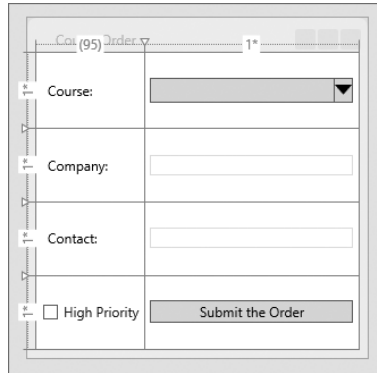 Course Order
(95) 1*
1*
Course:
1*
Company:
1*
Contact:
1*
High Priority Submit the Order